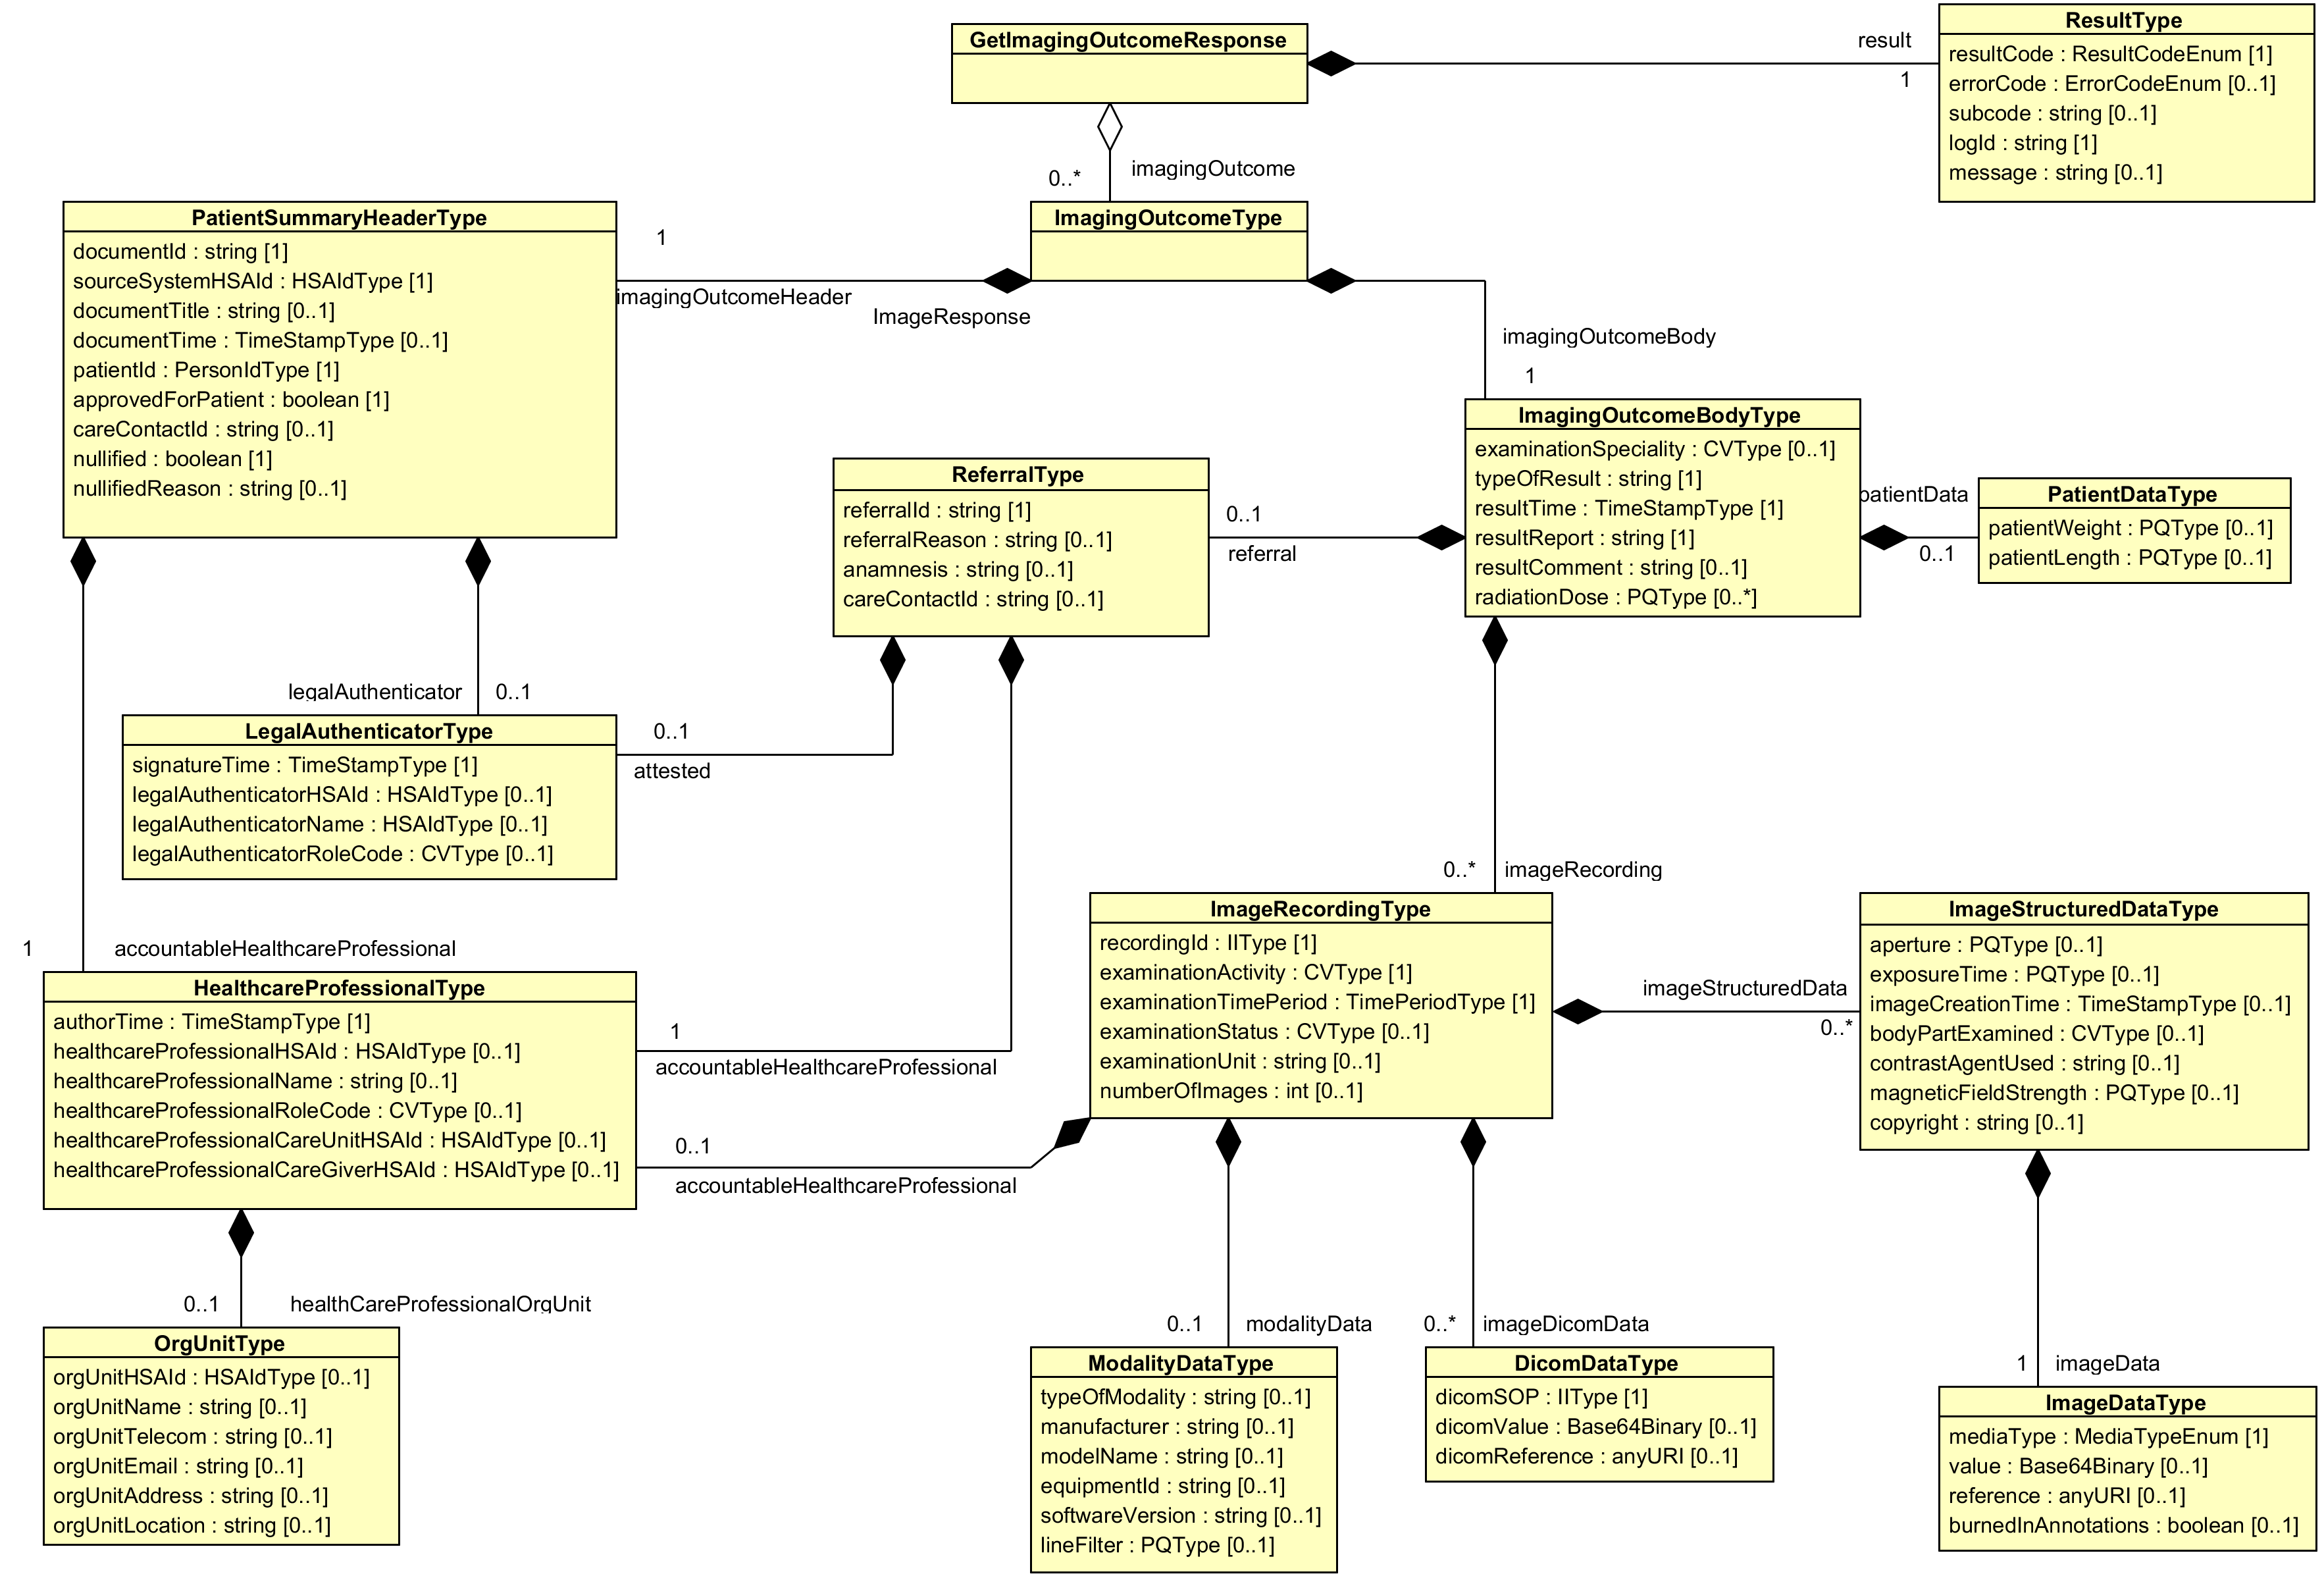 GetImagingOutcomeResponse
result
1
ResultType
resultCode : ResultCodeEnum [1]
errorCode : ErrorCodeEnum [0..1]
subcode : string [0..1]
logId : string [1]
message : string [0..1]
0..*
imagingOutcome
PatientSummaryHeaderType
documentId : string [1]
sourceSystemHSAId : HSAIdType [1]
documentTitle : string [0..1]
documentTime : TimeStampType [0..1]
patientId : PersonIdType [1]
approvedForPatient : boolean [1]
careContactId : string [0..1]
nullified : boolean [1]
nullifiedReason : string [0..1]
1
imagingOutcomeHeader
ImageResponse
ImagingOutcomeType
imagingOutcomeBody
1
ImagingOutcomeBodyType
examinationSpeciality : CVType [0..1]
typeOfResult : string [1]
resultTime : TimeStampType [1]
resultReport : string [1]
resultComment : string [0..1]
radiationDose : PQType [0..*]
patientData
0..1
PatientDataType
patientWeight : PQType [0..1]
patientLength : PQType [0..1]
ReferralType
referralId : string [1]
referralReason : string [0..1]
anamnesis : string [0..1]
careContactId : string [0..1]
0..1
referral
legalAuthenticator
0..1
LegalAuthenticatorType
signatureTime : TimeStampType [1]
legalAuthenticatorHSAId : HSAIdType [0..1]
legalAuthenticatorName : HSAIdType [0..1]
legalAuthenticatorRoleCode : CVType [0..1]
0..1
attested
0..*
imageRecording
ImageRecordingType
recordingId : IIType [1]
examinationActivity : CVType [1]
examinationTimePeriod : TimePeriodType [1]
examinationStatus : CVType [0..1]
examinationUnit : string [0..1]
numberOfImages : int [0..1]
imageStructuredData
0..*
ImageStructuredDataType
aperture : PQType [0..1]
exposureTime : PQType [0..1]
imageCreationTime : TimeStampType [0..1]
bodyPartExamined : CVType [0..1]
contrastAgentUsed : string [0..1]
magneticFieldStrength : PQType [0..1]
copyright : string [0..1]
1
accountableHealthcareProfessional
HealthcareProfessionalType
authorTime : TimeStampType [1]
healthcareProfessionalHSAId : HSAIdType [0..1]
healthcareProfessionalName : string [0..1]
healthcareProfessionalRoleCode : CVType [0..1]
healthcareProfessionalCareUnitHSAId : HSAIdType [0..1]
healthcareProfessionalCareGiverHSAId : HSAIdType [0..1]
1
accountableHealthcareProfessional
0..1
accountableHealthcareProfessional
0..1
healthCareProfessionalOrgUnit
OrgUnitType
orgUnitHSAId : HSAIdType [0..1]
orgUnitName : string [0..1]
orgUnitTelecom : string [0..1]
orgUnitEmail : string [0..1]
orgUnitAddress : string [0..1]
orgUnitLocation : string [0..1]
0..1
modalityData
ModalityDataType
typeOfModality : string [0..1]
manufacturer : string [0..1]
modelName : string [0..1]
equipmentId : string [0..1]
softwareVersion : string [0..1]
lineFilter : PQType [0..1]
0..*
imageDicomData
DicomDataType
dicomSOP : IIType [1]
dicomValue : Base64Binary [0..1]
dicomReference : anyURI [0..1]
1
imageData
ImageDataType
mediaType : MediaTypeEnum [1]
value : Base64Binary [0..1]
reference : anyURI [0..1]
burnedInAnnotations : boolean [0..1]